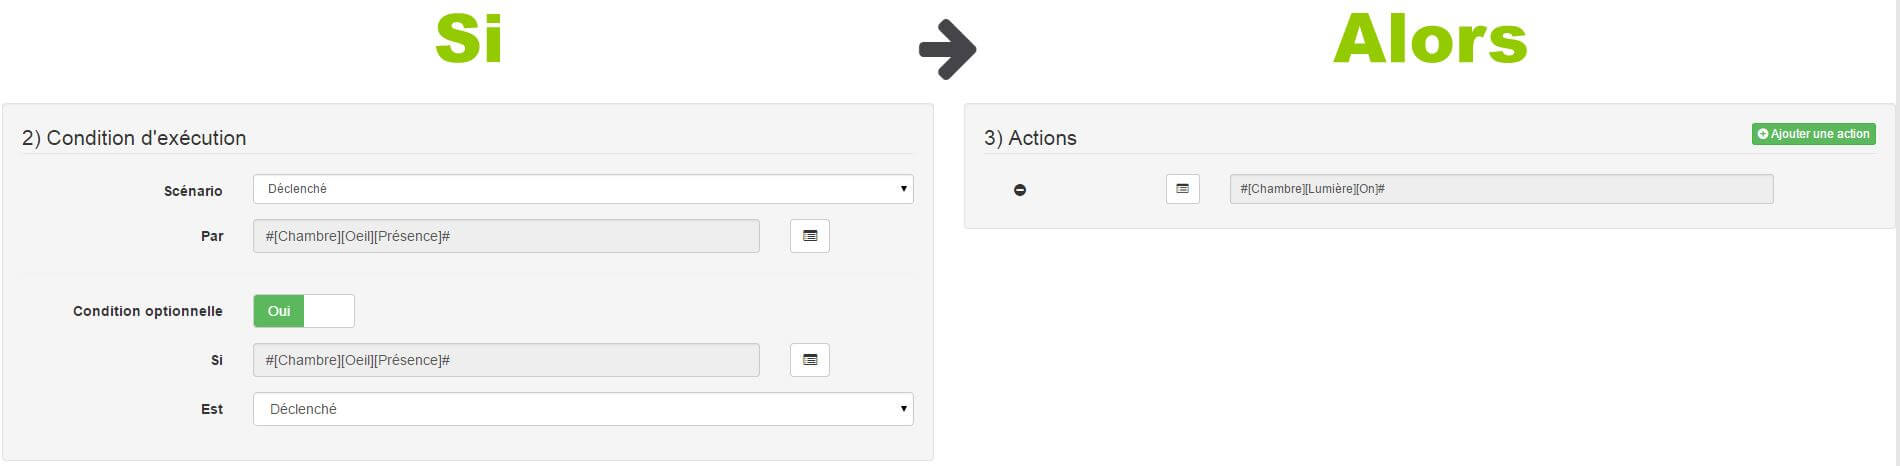 Si
Alors
2) Condition d'exécution
Scénario
Déclenché
Par
#[Chambre][Oeil][Présence]#
Condition optionnelle
Oui
Si
#[Chambre][Oeil][Présence]#
Est
Déclenché
3) Actions
Ajouter une action
#[Chambre][Lumière][On]#